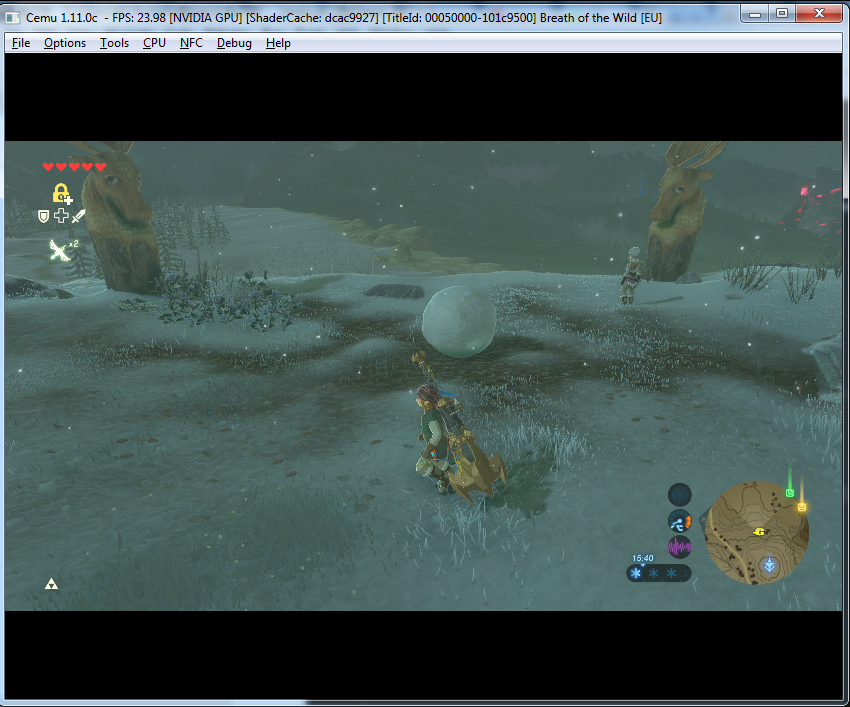 Cemu 1.11.0c - FPS: 23.98 [NVIDIA GPU] [ShaderCache: dcac9927] [TitleId: 00050000-101c9500] Breath of the Wild [EU]
File Options Tools CPU NFC Debug Help
×2
15:40